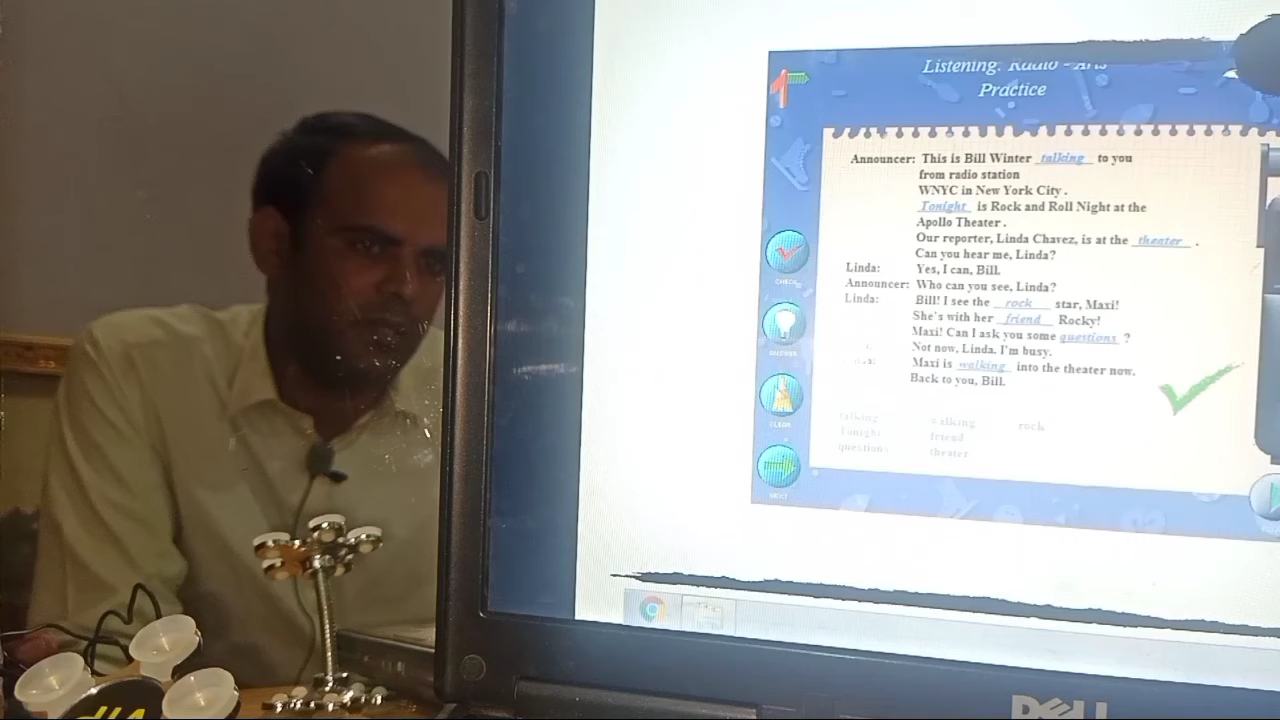 Listening: Radio - Arts
Practice
Announcer: This is Bill Winter talking to you
from radio station
WNYC in New York City .
Tonight is Rock and Roll Night at the
Apollo Theater .
Our reporter, Linda Chavez, is at the theater .
Can you hear me, Linda?
Linda: Yes, I can, Bill.
Announcer: Who can you see, Linda?
Linda: Bill! I see the rock star, Maxi!
She's with her friend Rocky!
Maxi! Can I ask you some questions ?
Not now, Linda. I'm busy.
Maxi is walking into the theater now.
Back to you, Bill.
talking walking rock
Tonight friend
questions theater
CHECK
ANSWER
CLEAR
NEXT
DELL